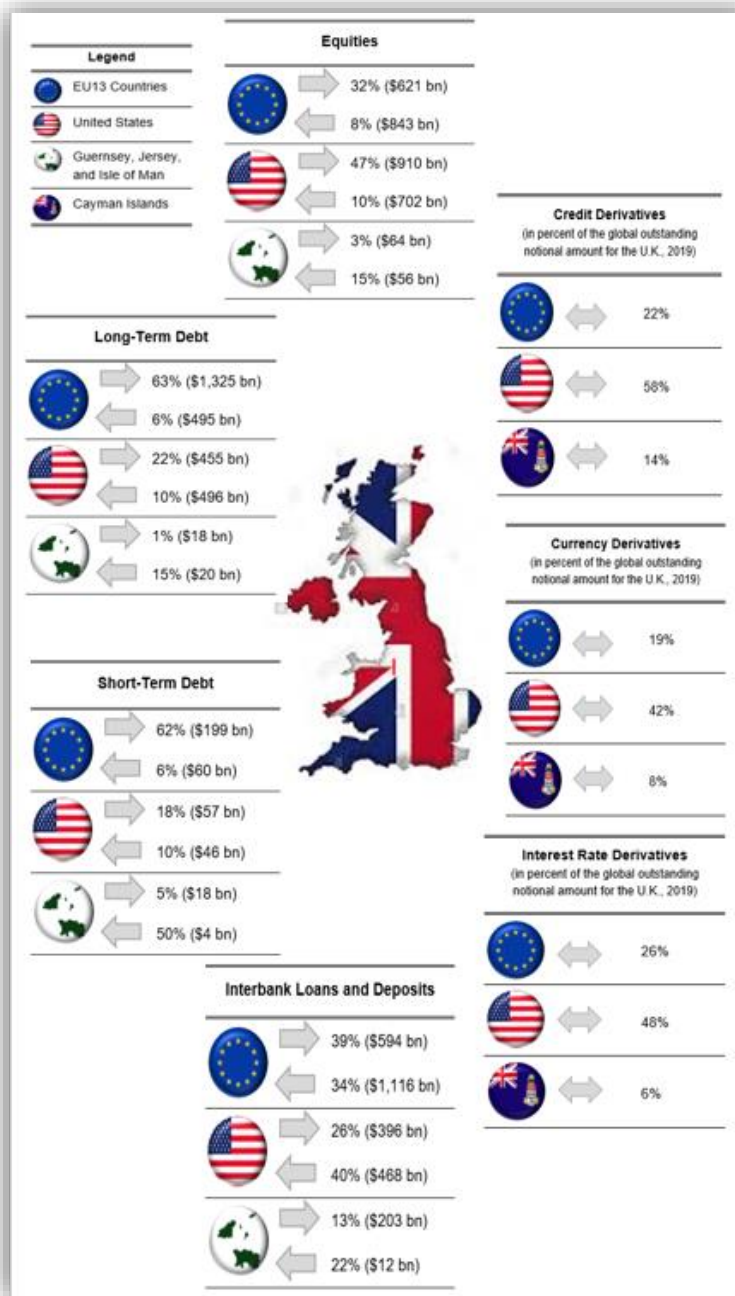 Legend
EU13 Countries
United States
Guernsey, Jersey,
and Isle of Man
Cayman Islands
Equities
32% ($621 bn)
8% ($843 bn)
47% ($910 bn)
10% ($702 bn)
3% ($64 bn)
15% ($56 bn)
Long-Term Debt
63% ($1,325 bn)
6% ($495 bn)
22% ($455 bn)
10% ($496 bn)
1% ($18 bn)
15% ($20 bn)
Short-Term Debt
62% ($199 bn)
6% ($60 bn)
18% ($57 bn)
10% ($46 bn)
5% ($18 bn)
50% ($4 bn)
Interbank Loans and Deposits
39% ($594 bn)
34% ($1,116 bn)
26% ($396 bn)
40% ($468 bn)
13% ($203 bn)
22% ($12 bn)
Credit Derivatives
(in percent of the global outstanding
notional amount for the U.K., 2019)
22%
58%
14%
Currency Derivatives
(in percent of the global outstanding
notional amount for the U.K., 2019)
19%
42%
8%
Interest Rate Derivatives
(in percent of the global outstanding
notional amount for the U.K., 2019)
26%
48%
6%